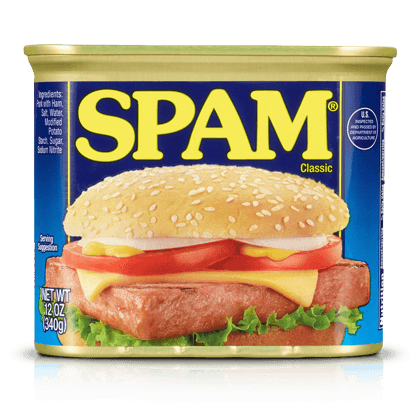 Ingredients:
Pork with Ham,
Salt, Water,
Modified
Potato
Starch, Sugar,
Sodium Nitrite
SPAM®
Classic
U.S.
INSPECTED
AND PASSED BY
DEPARTMENT OF
AGRICULTURE
Serving
Suggestion
NET WT
12 OZ
(340g)